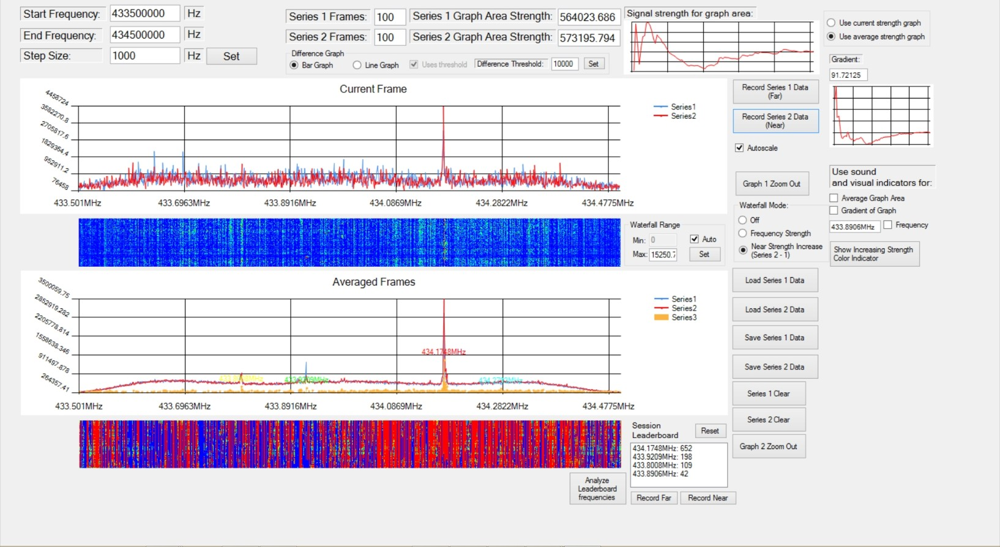 Start Frequency: 433500000 Hz
End Frequency: 434500000 Hz
Step Size: 1000 Hz Set
Series 1 Frames: 100 Series 1 Graph Area Strength: 564023.686
Series 2 Frames: 100 Series 2 Graph Area Strength: 573195.794
Difference Graph
Bar Graph Line Graph Uses threshold Difference Threshold: 10000 Set
Signal strength for graph area:
Use current strength graph
Use average strength graph
Gradient:
91.72125
Current Frame
4458724
3582270.8
2705817.6
1829364.4
952911.2
76458
433.501MHz 433.6963MHz 433.8916MHz 434.0869MHz 434.2822MHz 434.4775MHz
Series1
Series2
Record Series 1 Data
(Far)
Record Series 2 Data
(Near)
Autoscale
Graph 1 Zoom Out
Use sound
and visual indicators for:
Average Graph Area
Gradient of Graph
433.8906MHz Frequency
Show Increasing Strength
Color Indicator
Waterfall Mode:
Off
Frequency Strength
Near Strength Increase
(Series 2 - 1)
Waterfall Range
Min: 0 Auto
Max: 15250.7 Set
Averaged Frames
3500059.75
2852919.282
2205778.814
1558638.346
911497.878
264357.41
434.1748MHz
433.501MHz 433.6963MHz 433.8916MHz 434.0869MHz 434.2822MHz 434.4775MHz
Series1
Series2
Series3
Load Series 1 Data
Load Series 2 Data
Save Series 1 Data
Save Series 2 Data
Series 1 Clear
Series 2 Clear
Graph 2 Zoom Out
Session
Leaderboard
Reset
434.1748MHz: 652
433.9209MHz: 198
433.8008MHz: 109
433.8906MHz: 42
Analyze
Leaderboard
frequencies
Record Far Record Near